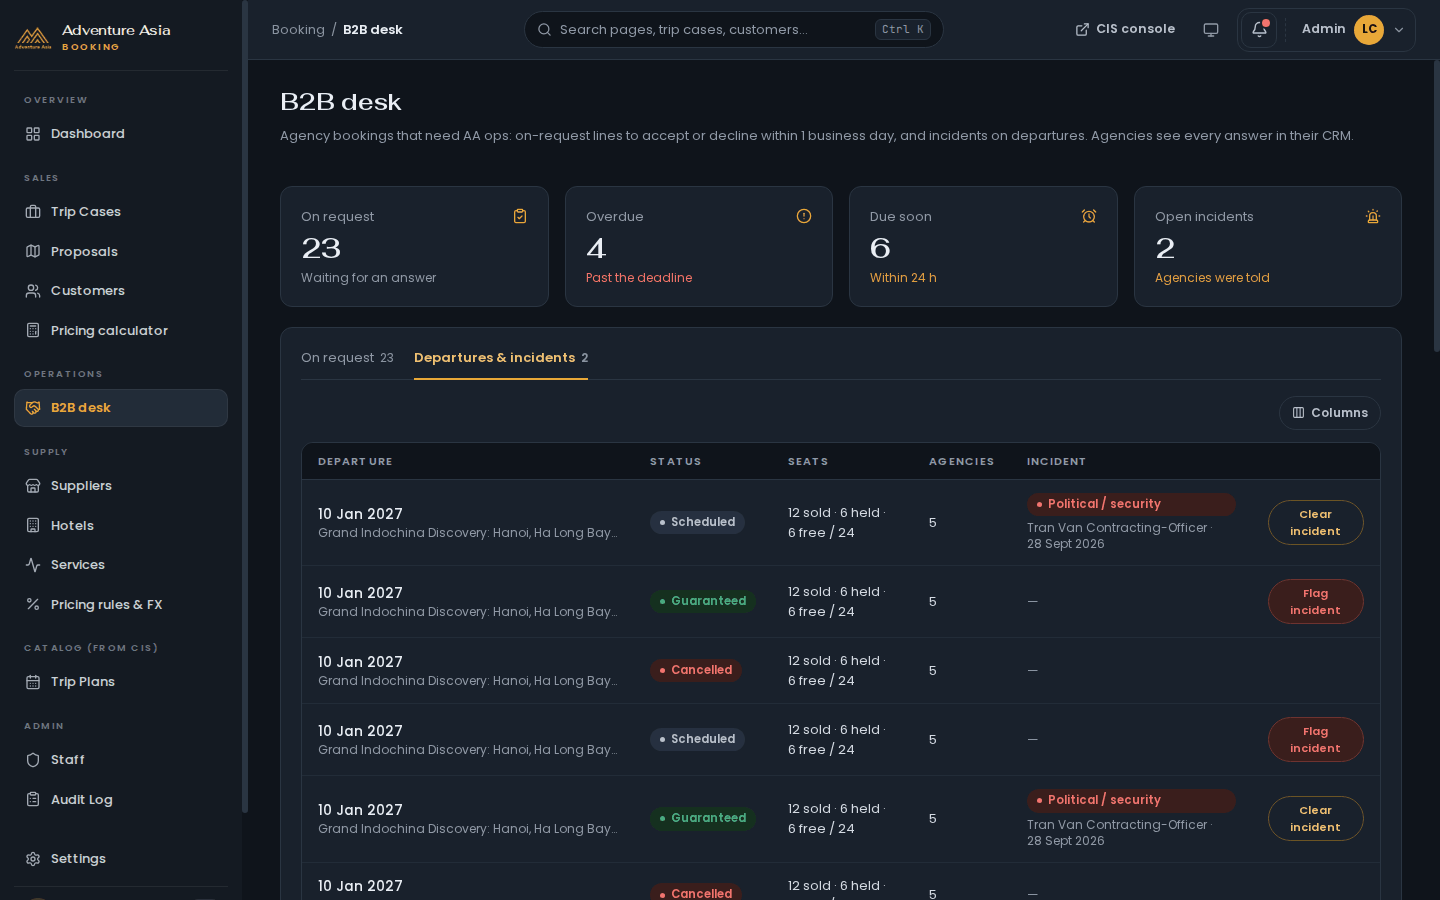 Adventure Asia
BOOKING
Adventure Asia
OVERVIEW
Dashboard
SALES
Trip Cases
Proposals
Customers
Pricing calculator
OPERATIONS
B2B desk
SUPPLY
Suppliers
Hotels
Services
Pricing rules & FX
CATALOG (FROM CIS)
Trip Plans
ADMIN
Staff
Audit Log
Settings
Booking / B2B desk
Search pages, trip cases, customers... Ctrl K
CIS console
Admin LC
B2B desk
Agency bookings that need AA ops: on-request lines to accept or decline within 1 business day, and incidents on departures. Agencies see every answer in their CRM.
On request
23
Waiting for an answer
Overdue
4
Past the deadline
Due soon
6
Within 24 h
Open incidents
2
Agencies were told
On request 23 Departures & incidents 2
Columns
DEPARTURE STATUS SEATS AGENCIES INCIDENT
10 Jan 2027
Grand Indochina Discovery: Hanoi, Ha Long Bay…
Scheduled
12 sold · 6 held ·
6 free / 24
5
Political / security
Tran Van Contracting-Officer ·
28 Sept 2026
Clear
incident
10 Jan 2027
Grand Indochina Discovery: Hanoi, Ha Long Bay…
Guaranteed
12 sold · 6 held ·
6 free / 24
5
—
Flag
incident
10 Jan 2027
Grand Indochina Discovery: Hanoi, Ha Long Bay…
Cancelled
12 sold · 6 held ·
6 free / 24
5
—
10 Jan 2027
Grand Indochina Discovery: Hanoi, Ha Long Bay…
Scheduled
12 sold · 6 held ·
6 free / 24
5
—
Flag
incident
10 Jan 2027
Grand Indochina Discovery: Hanoi, Ha Long Bay…
Guaranteed
12 sold · 6 held ·
6 free / 24
5
Political / security
Tran Van Contracting-Officer ·
28 Sept 2026
Clear
incident
10 Jan 2027
Cancelled
12 sold · 6 held ·
5
—